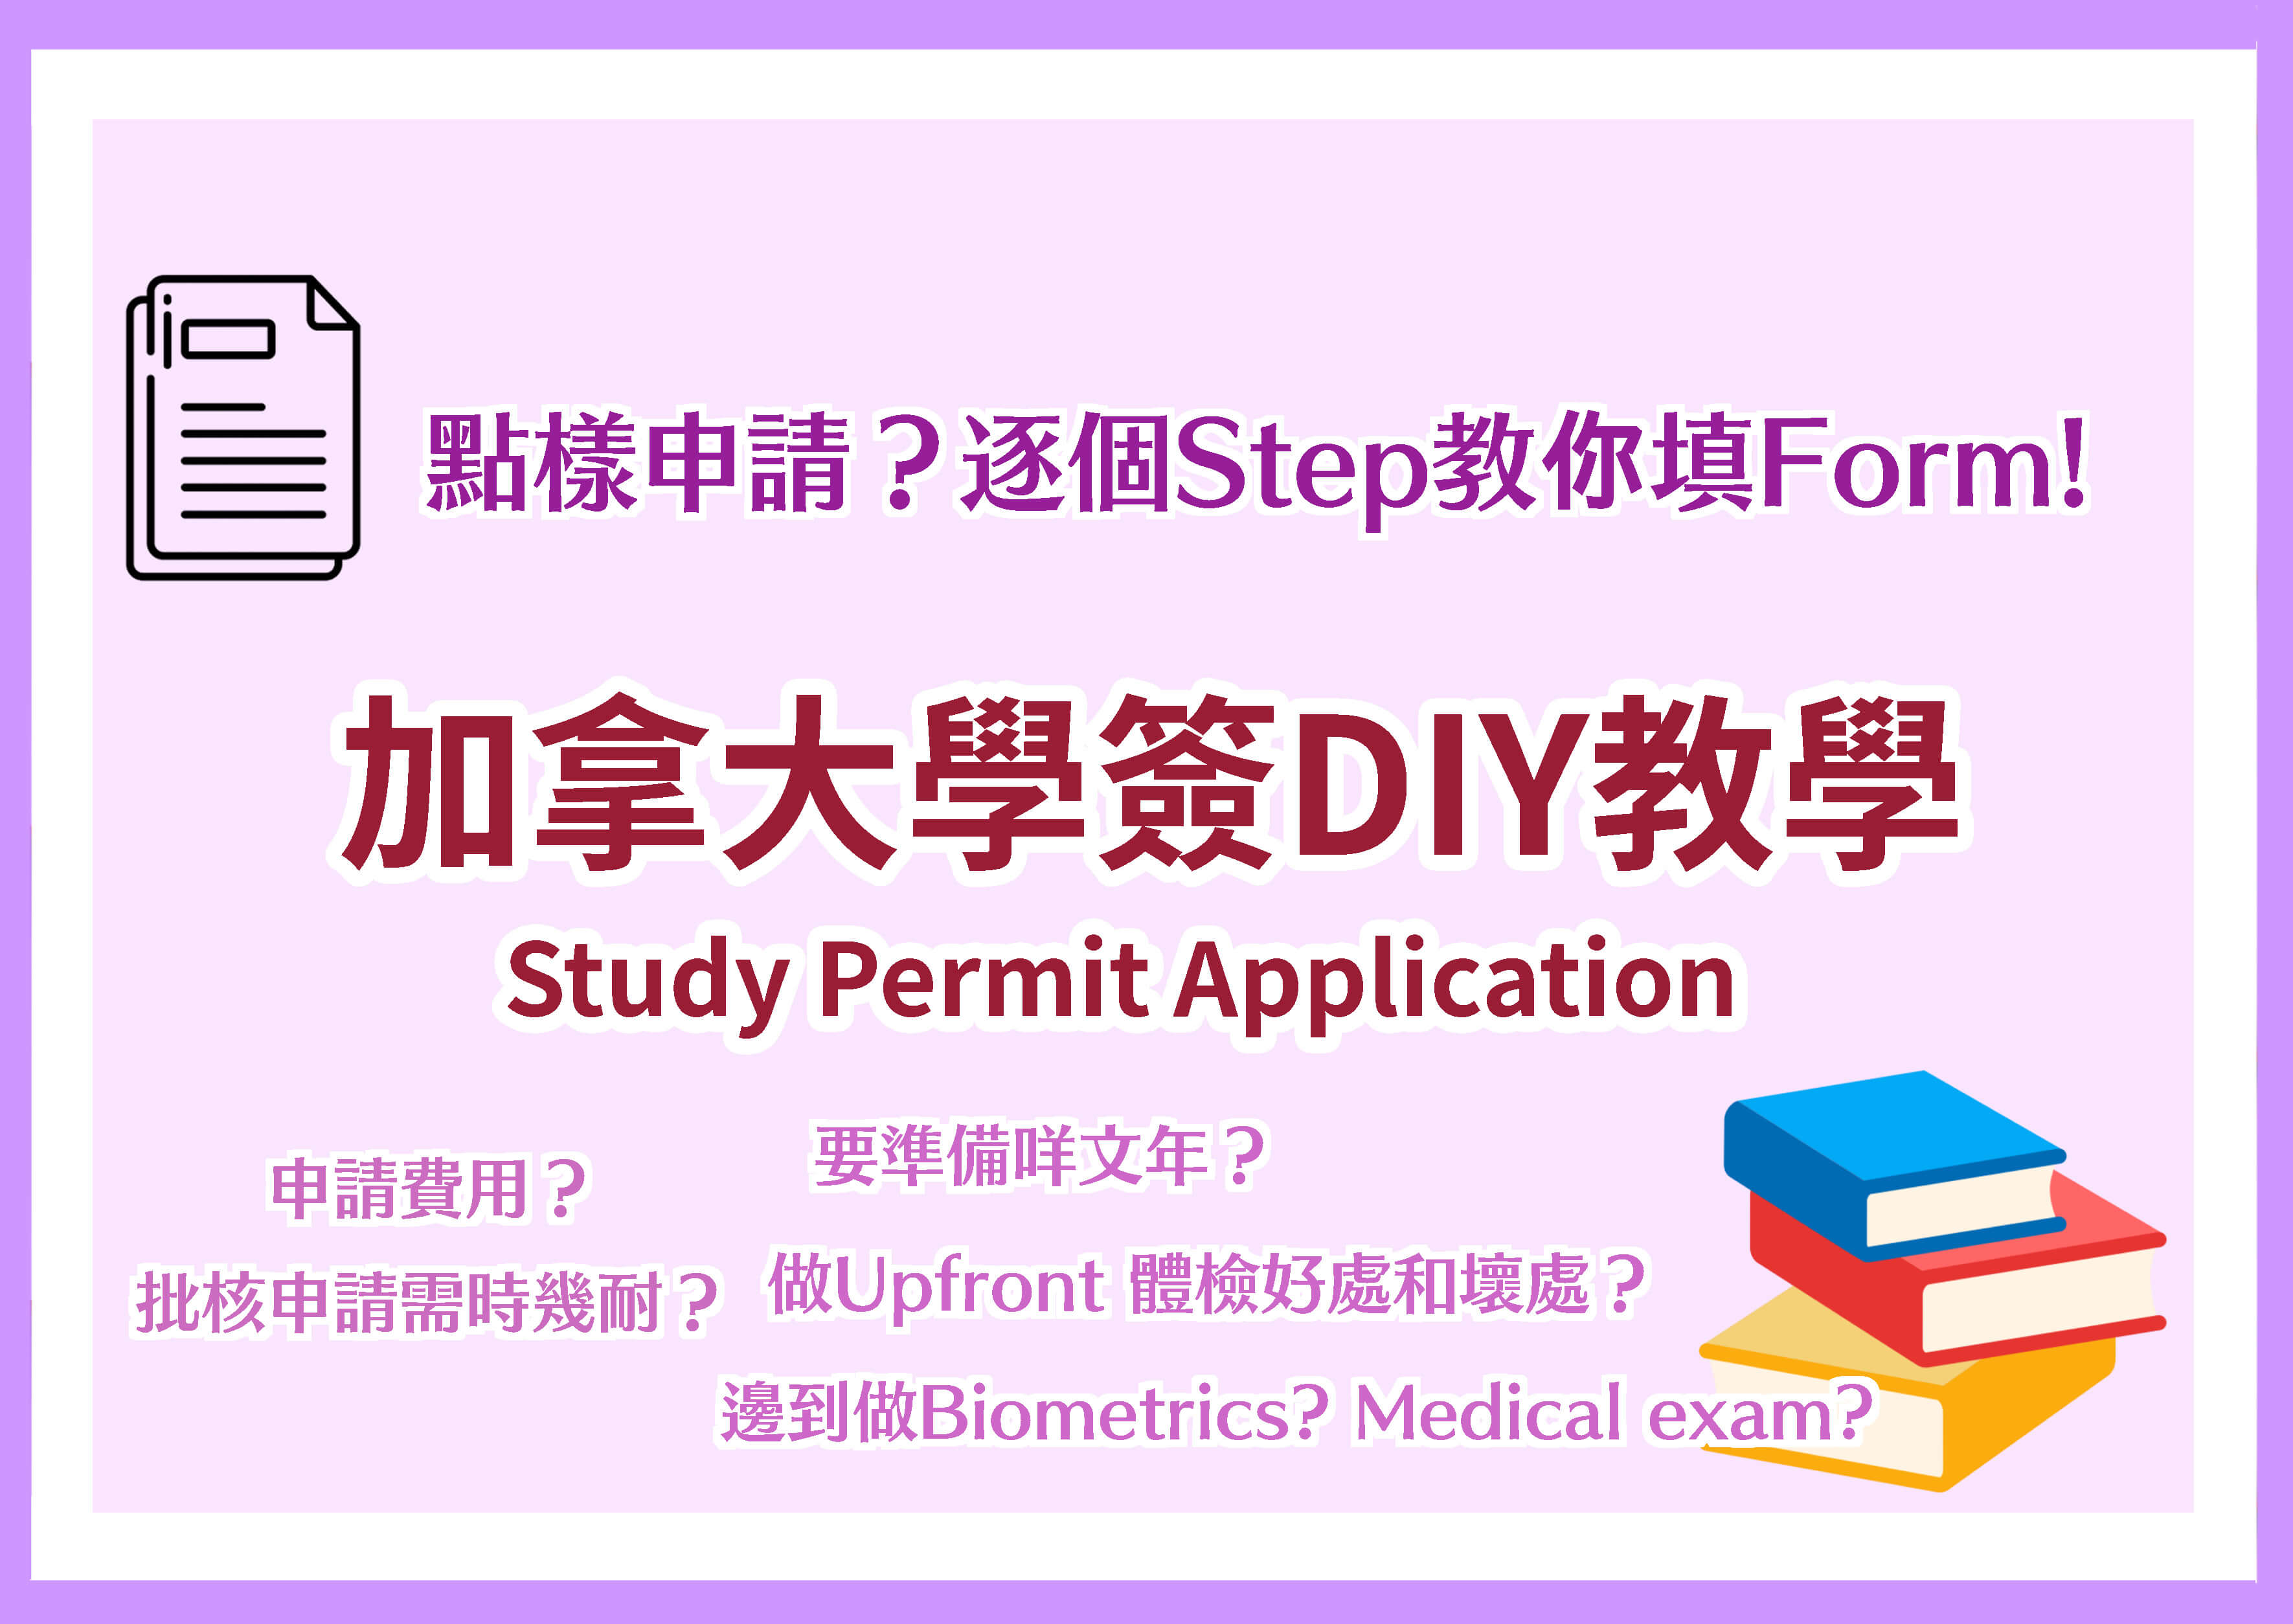 點樣申請？逐個Step教你填Form!
加拿大學簽DIY教學
Study Permit Application
要準備咩文年？
申請費用？
做Upfront 體檢好處和壞處？
批核申請需時幾耐？
邊到做Biometrics? Medical exam?